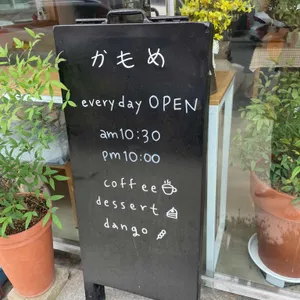 かもめ
everyday OPEN
am10:30
pm10:00
coffee
dessert
dango